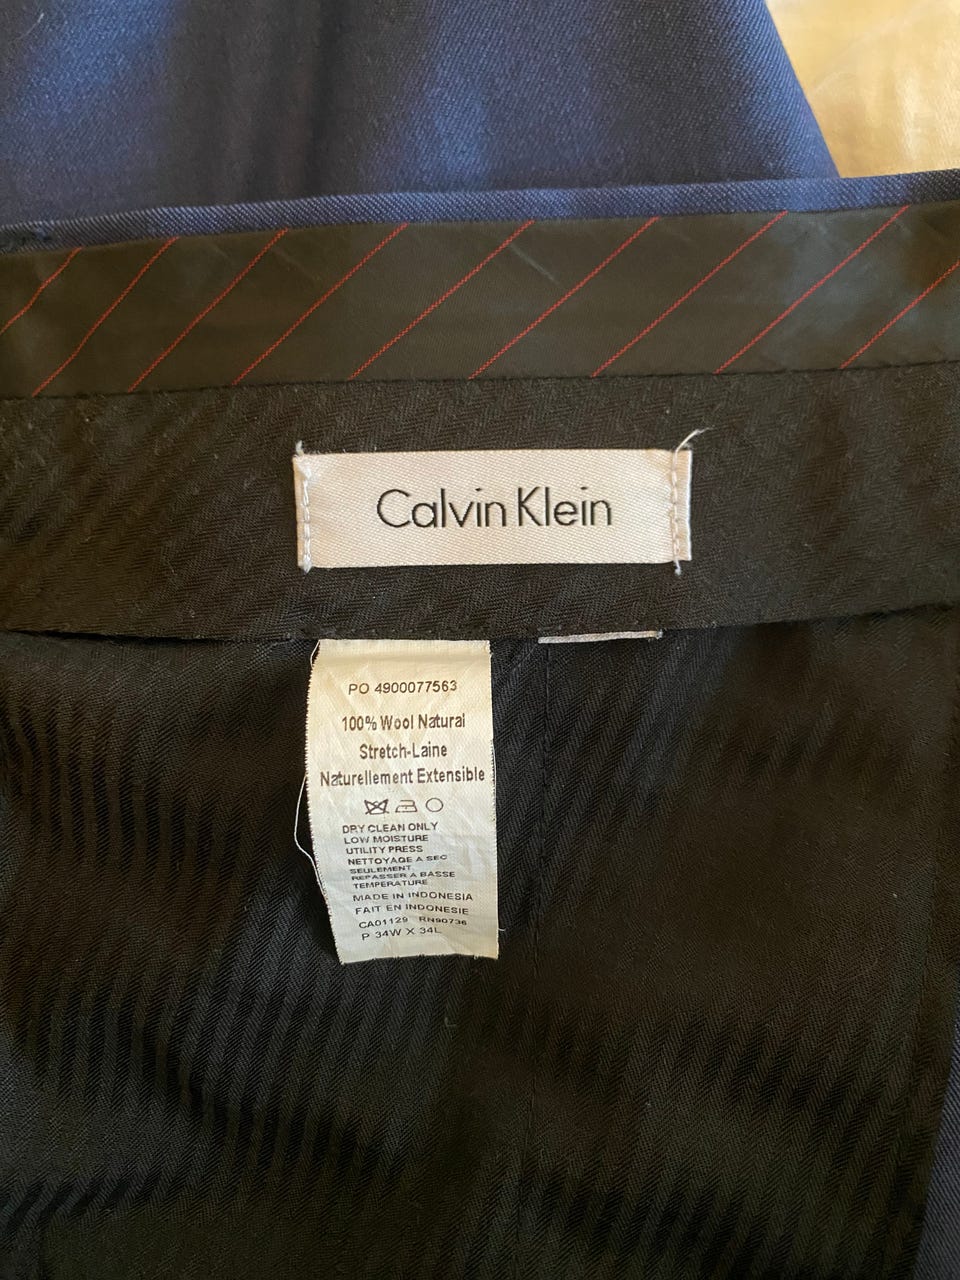 Calvin Klein
PO 4900077563
100% Wool Natural
Stretch-Laine
Naturellement Extensible
DRY CLEAN ONLY
LOW MOISTURE
UTILITY PRESS
NETTOYAGE A SEC
SEULEMENT
REPASSER A BASSE
TEMPERATURE
MADE IN INDONESIA
FAIT EN INDONESIE
CA01129 RN90736
P 34W X 34L